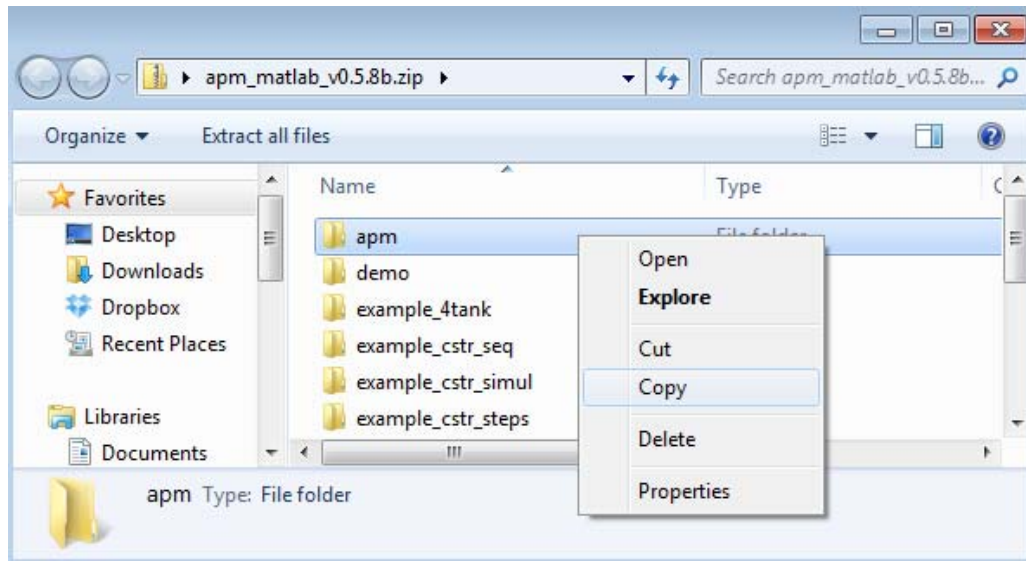 apm_matlab_v0.5.8b.zip
Search apm_matlab_v0.5.8b...
Organize
Extract all files
Favorites
Desktop
Downloads
Dropbox
Recent Places
Libraries
Documents
Name
Type
apm
File folder
demo
example_4tank
example_cstr_seq
example_cstr_simul
example_cstr_steps
Open
Explore
Cut
Copy
Delete
Properties
apm Type: File folder